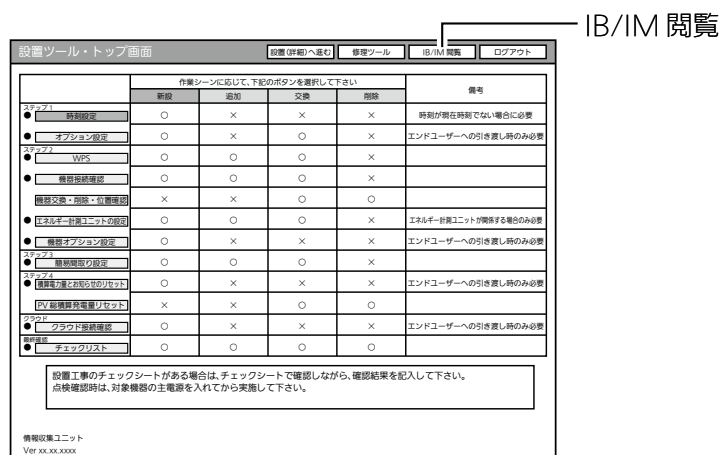 IB/IM 閲覧
設置ツール・トップ画面 設置(詳細)へ進む 修理ツール IB/IM 閲覧 ログアウト
作業シーンに応じて、下記のボタンを選択して下さい 備考
新設 追加 交換 削除
ステップ1
● 時刻設定 ○ × × × 時刻が現在時刻でない場合に必要
● オプション設定 ○ × ○ × エンドユーザーへの引き渡し時のみ必要
ステップ2
● WPS ○ ○ ○ ×
● 機器接続確認 ○ ○ ○ ×
機器交換・削除・位置確認 × × ○ ○
● エネルギー計測ユニットの設定 ○ ○ ○ × エネルギー計測ユニットが関係する場合のみ必要
● 機器オプション設定 ○ × × × エンドユーザーへの引き渡し時のみ必要
ステップ3
● 簡易間取り設定 ○ ○ ○ ×
ステップ4
● 積算電力量とお知らせのリセット ○ × × × エンドユーザーへの引き渡し時のみ必要
PV 総積算発電量リセット × × ○ ○
クラウド
● クラウド接続確認 ○ × × × エンドユーザーへの引き渡し時のみ必要
最終確認
● チェックリスト ○ ○ ○ ○
設置工事のチェックシートがある場合は、チェックシートで確認しながら、確認結果を記入して下さい。
点検確認時は、対象機器の主電源を入れてから実施して下さい。
情報収集ユニット
Ver xx.xx.xxxx